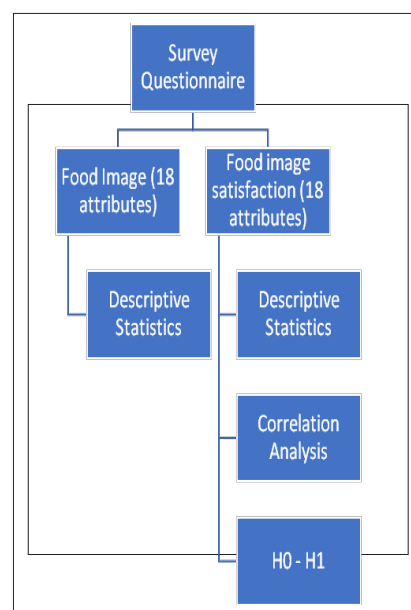 Survey
Questionnaire
Food Image (18
attributes)
Food image
satisfaction (18
attributes)
Descriptive
Statistics
Descriptive
Statistics
Correlation
Analysis
H0 - H1